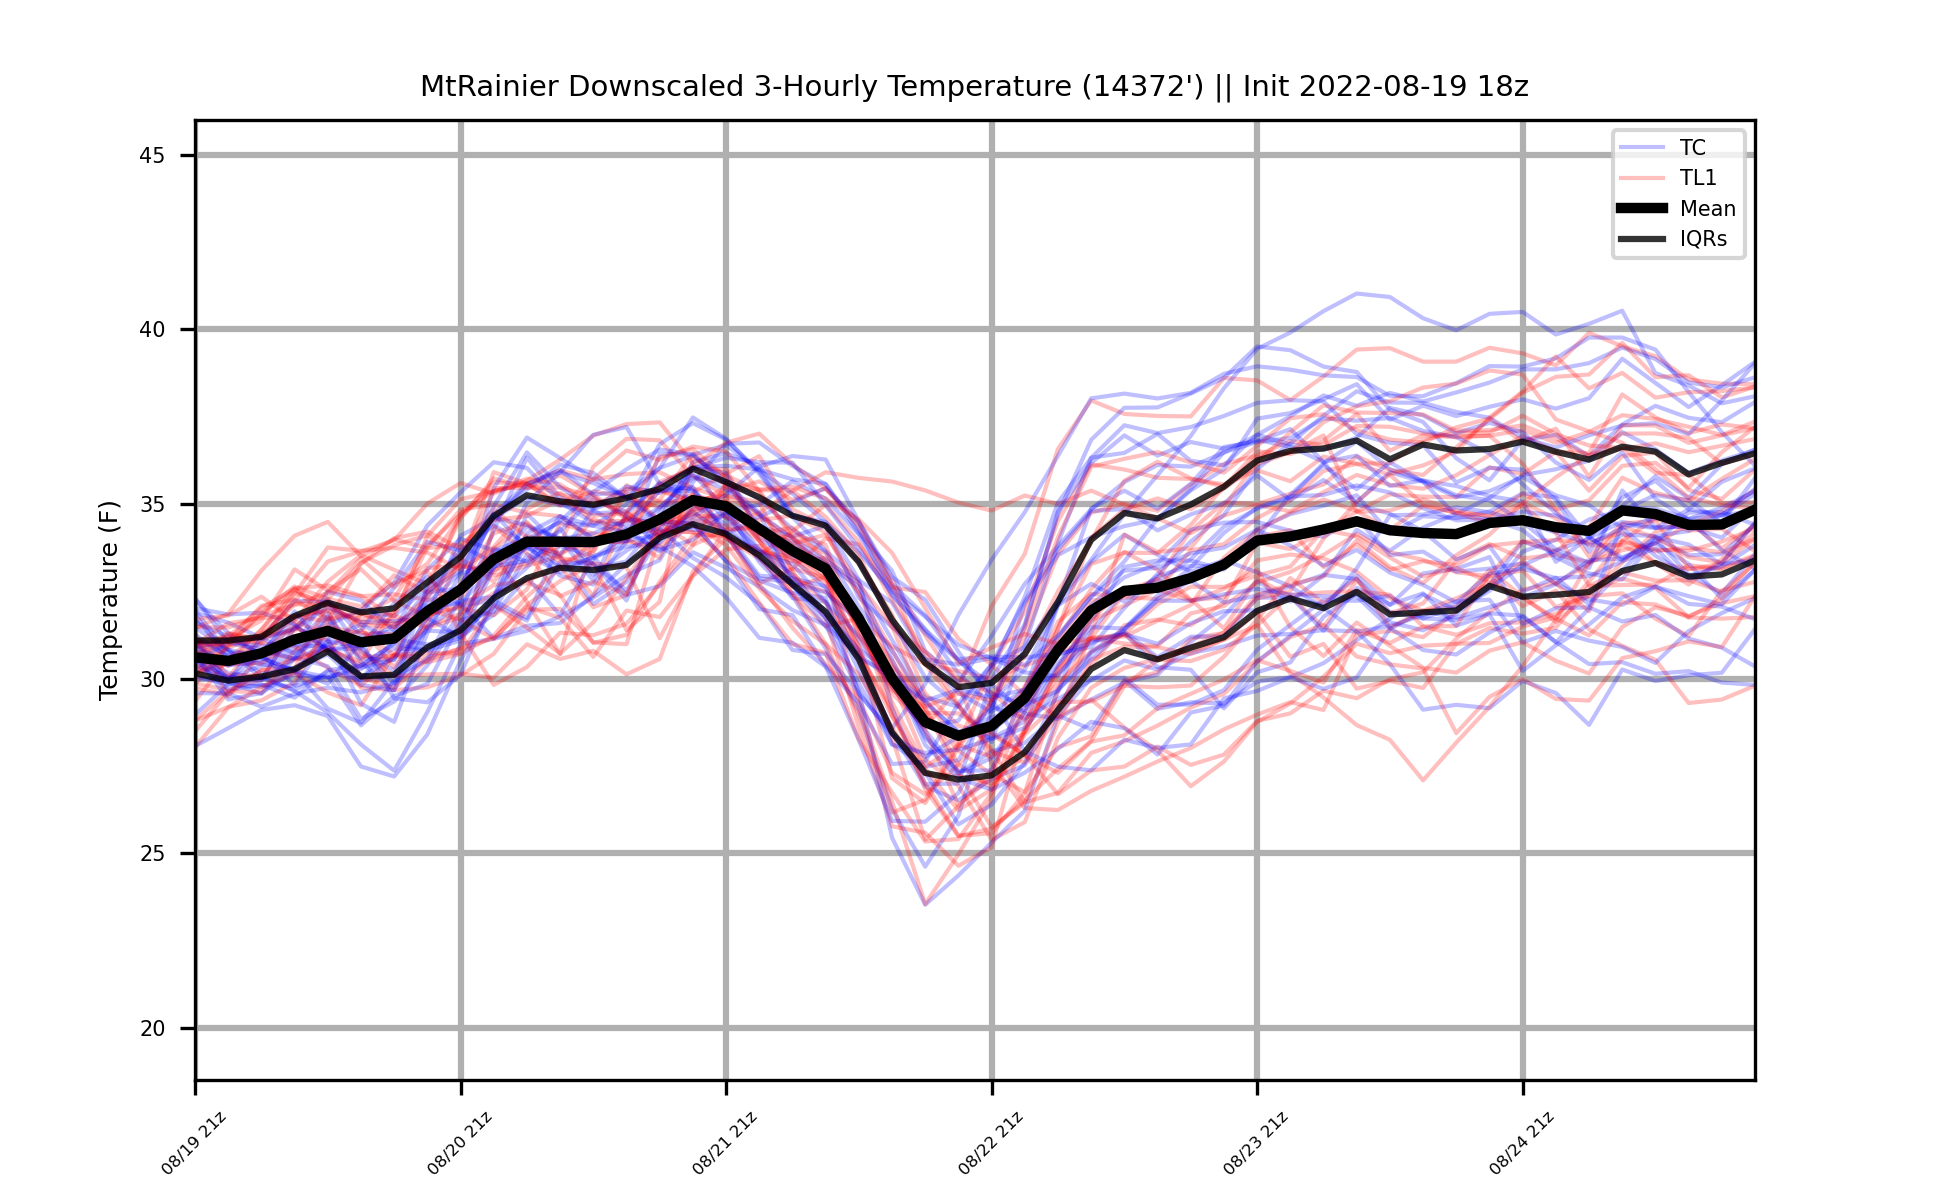 MtRainier Downscaled 3-Hourly Temperature (14372') || Init 2022-08-19 18z
TC
TL1
Mean
IQRs
Temperature (F)
45
40
35
30
25
20
08/19 21z
08/20 21z
08/21 21z
08/22 21z
08/23 21z
08/24 21z